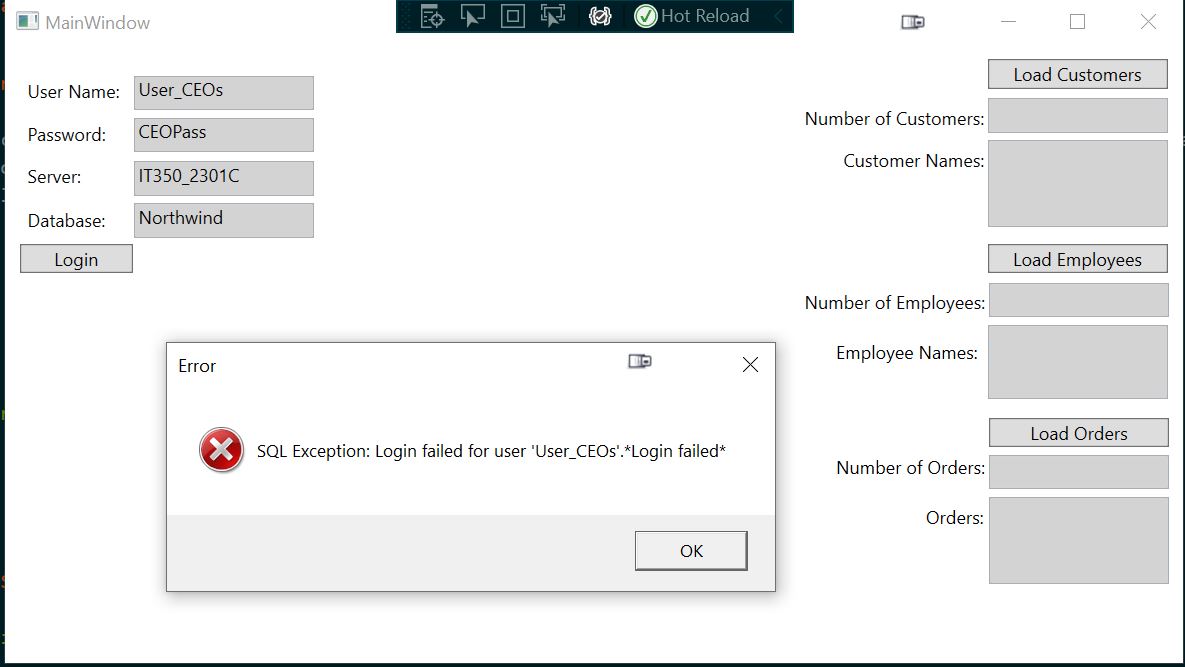 MainWindow
Hot Reload
User Name:
User_CEOs
Password:
CEOPass
Server:
IT350_2301C
Database:
Northwind
Login
Load Customers
Number of Customers:
Customer Names:
Load Employees
Number of Employees:
Employee Names:
Load Orders
Number of Orders:
Orders:
Error
SQL Exception: Login failed for user 'User_CEOs'.*Login failed*
OK